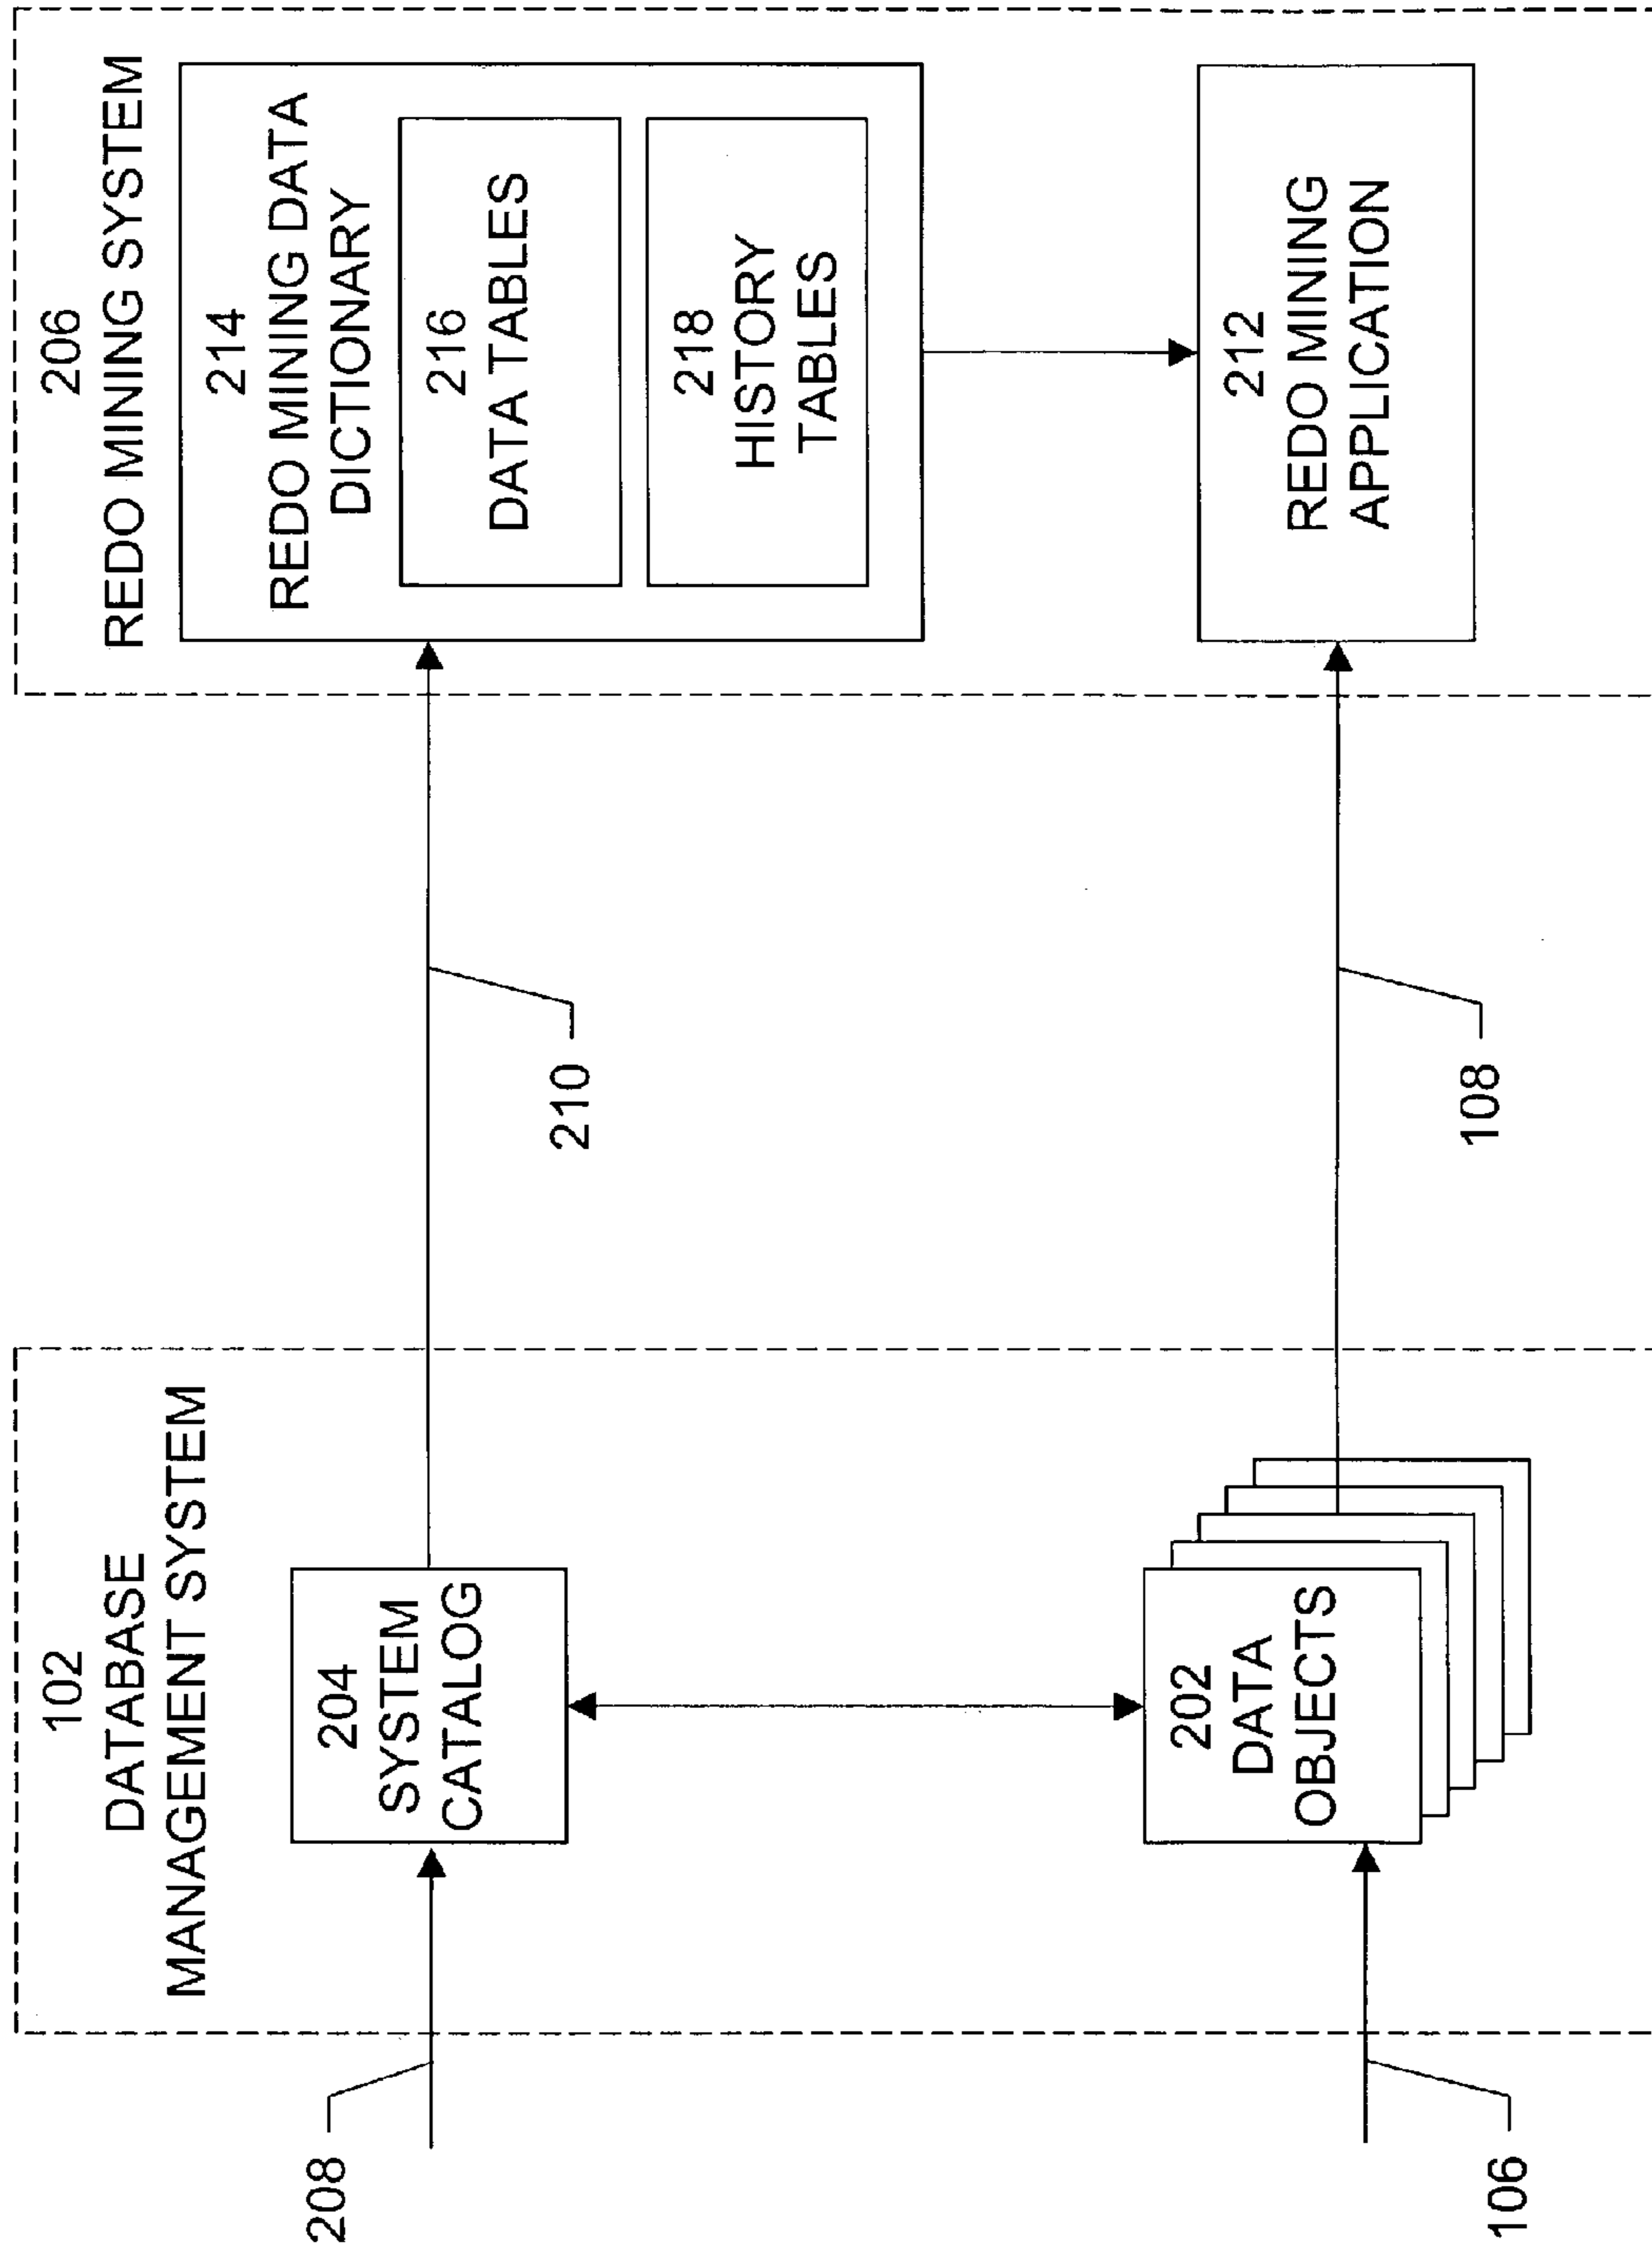 102
DATABASE
MANAGEMENT SYSTEM
208
204
SYSTEM
CATALOG
202
DATA
OBJECTS
106
210
108
206
REDO MINING SYSTEM
214
REDO MINING DATA
DICTIONARY
216
DATA TABLES
218
HISTORY
TABLES
212
REDO MINING
APPLICATION